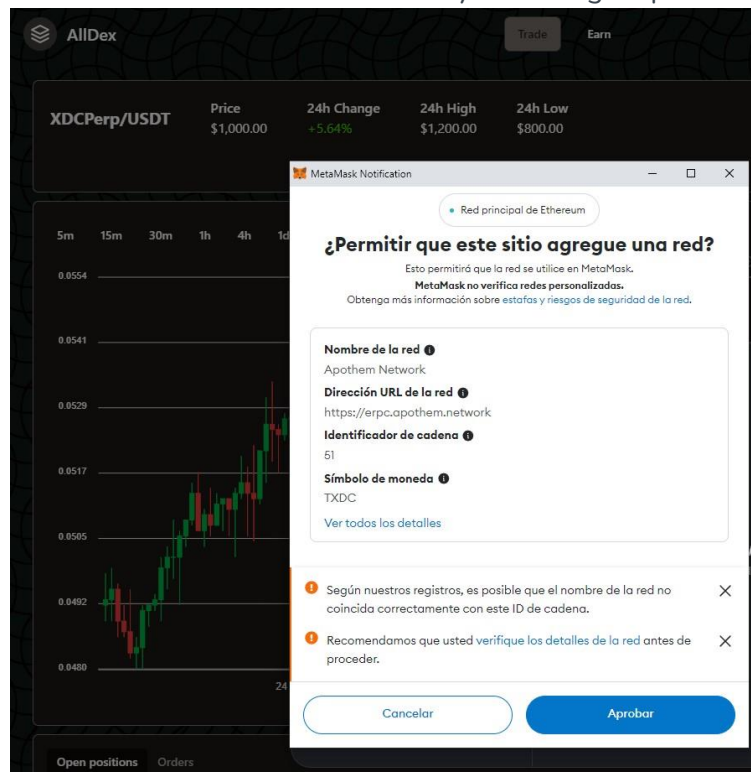 AllDex
Trade
Earn
XDCPerp/USDT
Price
24h Change
24h High
24h Low
$1,000.00
+5.64%
$1,200.00
$800.00
MetaMask Notification
Red principal de Ethereum
¿Permitir que este sitio agregue una red?
Esto permitirá que la red se utilice en MetaMask.
MetaMask no verifica redes personalizadas.
Obtenga más información sobre estafas y riesgos de seguridad de la red.
5m 15m 30m 1h 4h 1d
0.0554
0.0541
0.0529
0.0517
0.0505
0.0492
0.0480
24
Nombre de la red
Apothem Network
Dirección URL de la red
https://erpc.apothem.network
Identificador de cadena
51
Símbolo de moneda
TXDC
Ver todos los detalles
Según nuestros registros, es posible que el nombre de la red no
coincida correctamente con este ID de cadena.
Recomendamos que usted verifique los detalles de la red antes de
proceder.
Cancelar
Aprobar
Open positions
Orders